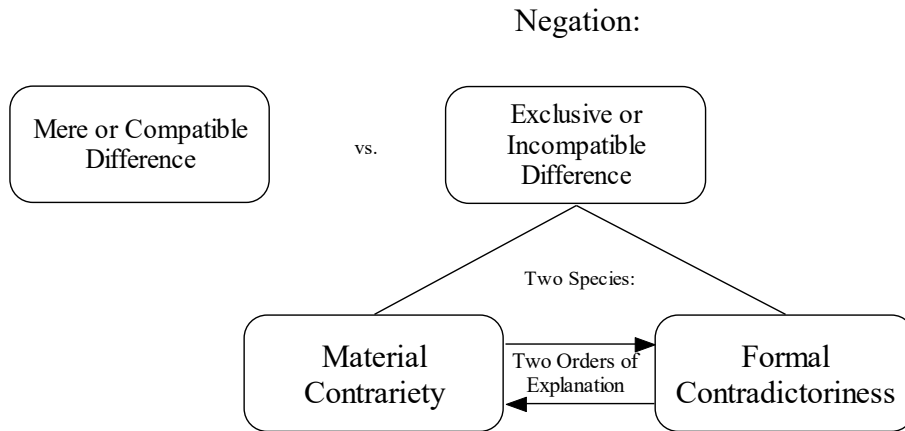 Negation:
Mere or Compatible
Difference
vs.
Exclusive or
Incompatible
Difference
Two Species:
Material
Contrariety
Two Orders of
Explanation
Formal
Contradictoriness